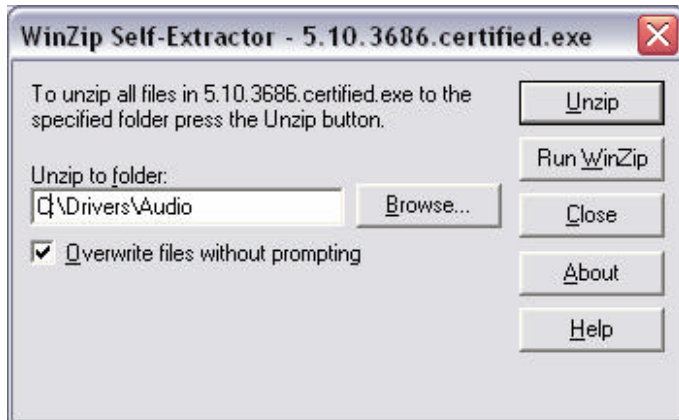 WinZip Self-Extractor - 5.10.3686.certified.exe
To unzip all files in 5.10.3686.certified.exe to the
specified folder press the Unzip button.
Unzip to folder:
C:\Drivers\Audio
Browse...
Overwrite files without prompting
Unzip
Run WinZip
Close
About
Help